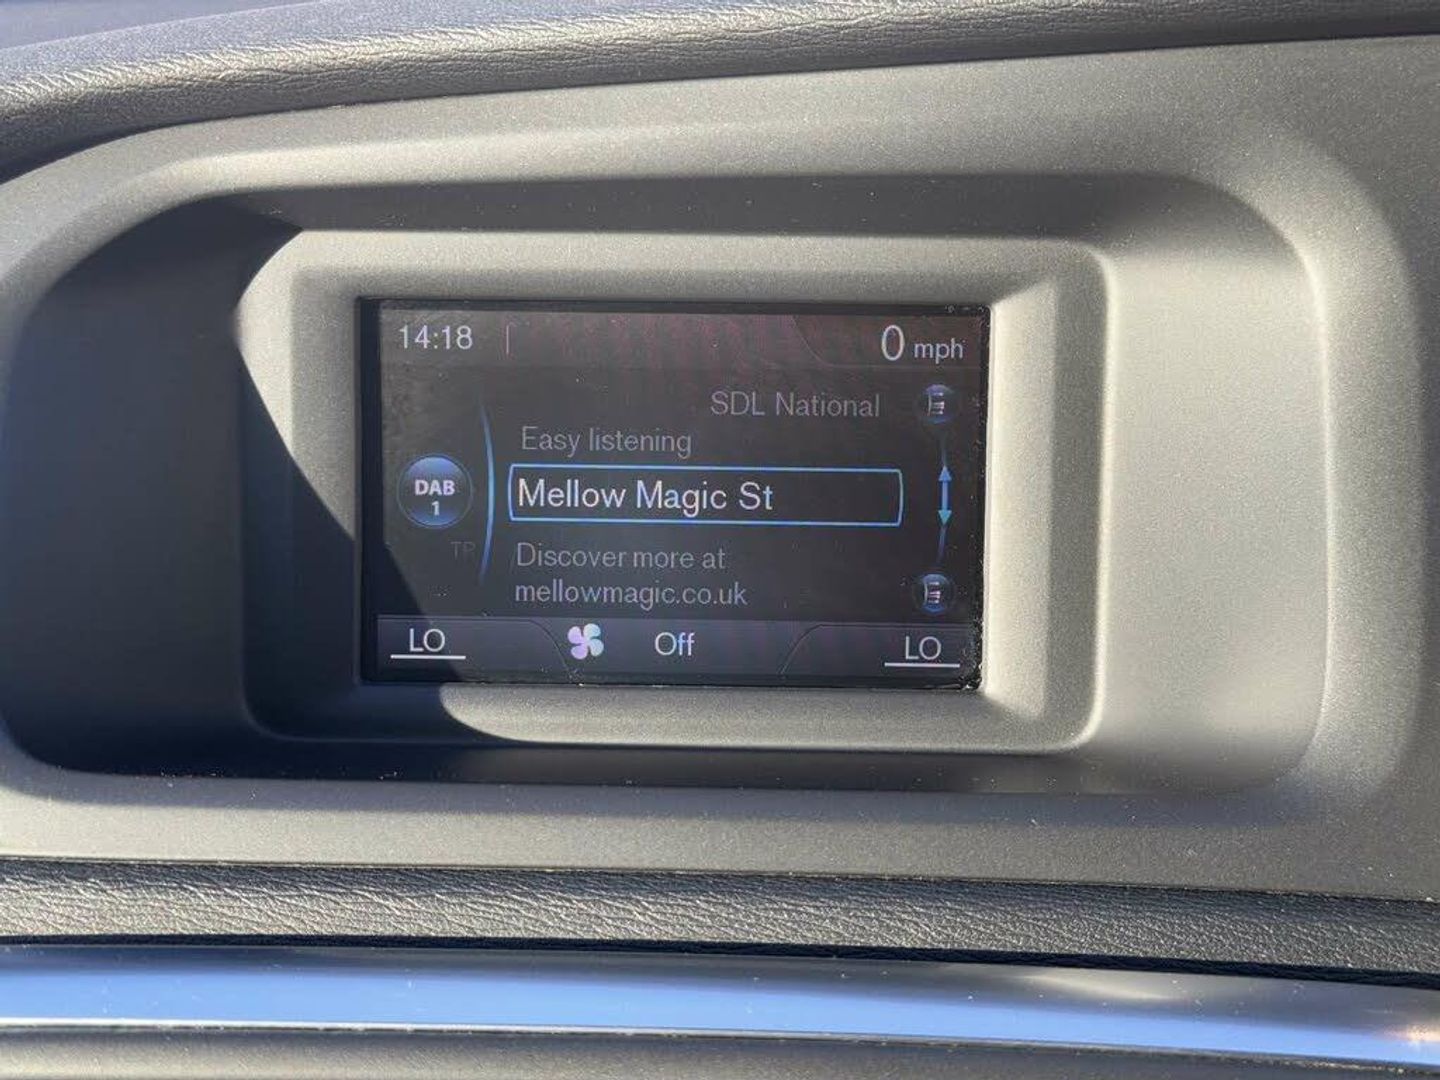 14:18
0 mph
SDL National
Easy listening
DAB
1
Mellow Magic St
TP
Discover more at
mellowmagic.co.uk
LO
Off
LO